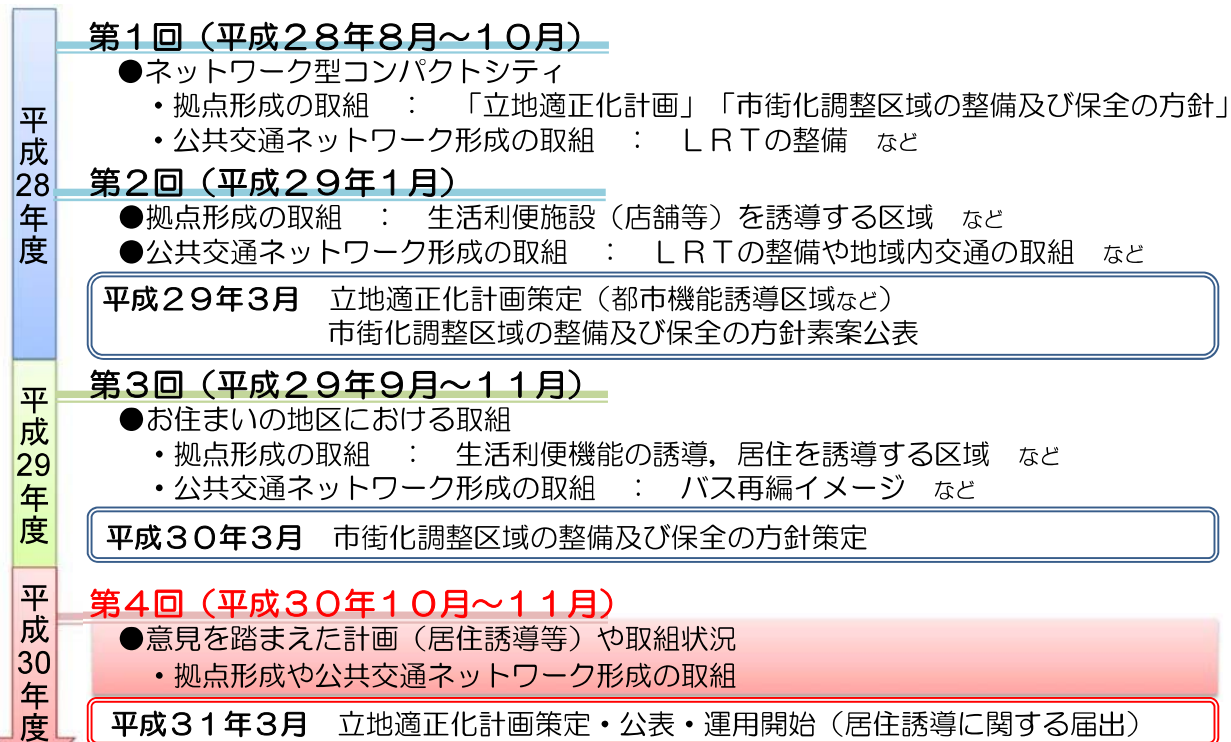 平成28年度
第1回（平成28年8月～10月）
●ネットワーク型コンパクトシティ
・拠点形成の取組　：　「立地適正化計画」「市街化調整区域の整備及び保全の方針」
・公共交通ネットワーク形成の取組　：　ＬＲＴの整備　など
第2回（平成29年1月）
●拠点形成の取組　：　生活利便施設（店舗等）を誘導する区域　など
●公共交通ネットワーク形成の取組　：　ＬＲＴの整備や地域内交通の取組　など
平成29年3月　立地適正化計画策定（都市機能誘導区域など）
市街化調整区域の整備及び保全の方針素案公表
平成29年度
第3回（平成29年9月～11月）
●お住まいの地区における取組
・拠点形成の取組　：　生活利便機能の誘導，居住を誘導する区域　など
・公共交通ネットワーク形成の取組　：　バス再編イメージ　など
平成30年3月　市街化調整区域の整備及び保全の方針策定
平成30年度
第4回（平成30年10月～11月）
●意見を踏まえた計画（居住誘導等）や取組状況
・拠点形成や公共交通ネットワーク形成の取組
平成31年3月　立地適正化計画策定・公表・運用開始（居住誘導に関する届出）